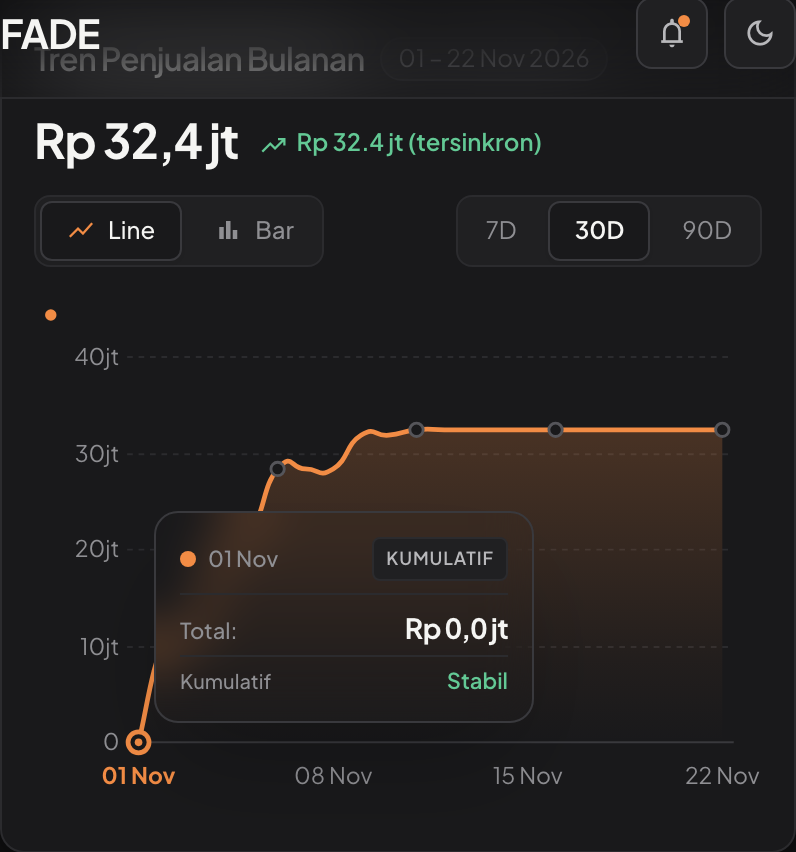 FADE
Tren Penjualan Bulanan 01 – 22 Nov 2026
Rp 32,4 jt Rp 32.4 jt (tersinkron)
Line Bar 7D 30D 90D
40jt
30jt
20jt
01 Nov KUMULATIF
Total: Rp 0,0 jt
10jt
Kumulatif Stabil
0
01 Nov 08 Nov 15 Nov 22 Nov